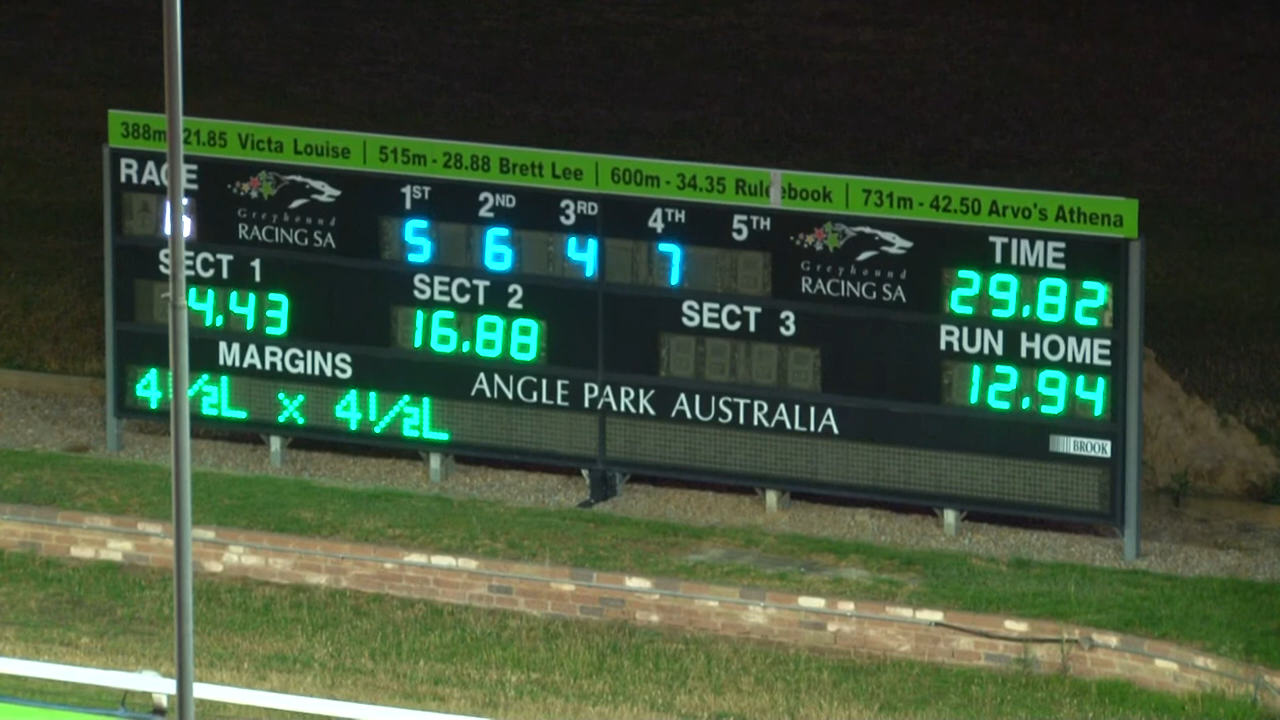 388m 21.85 Victa Louise | 515m - 28.88 Brett Lee | 600m - 34.35 Rulebook | 731m - 42.50 Arvo's Athena
RACE
Greyhound
RACING SA
1ST 2ND 3RD 4TH 5TH
5 6 4 7
Greyhound
RACING SA
TIME
29.82
SECT 1
4.43
SECT 2
16.88
SECT 3
RUN HOME
12.94
MARGINS
4½L x 4½L
ANGLE PARK AUSTRALIA
BROOK